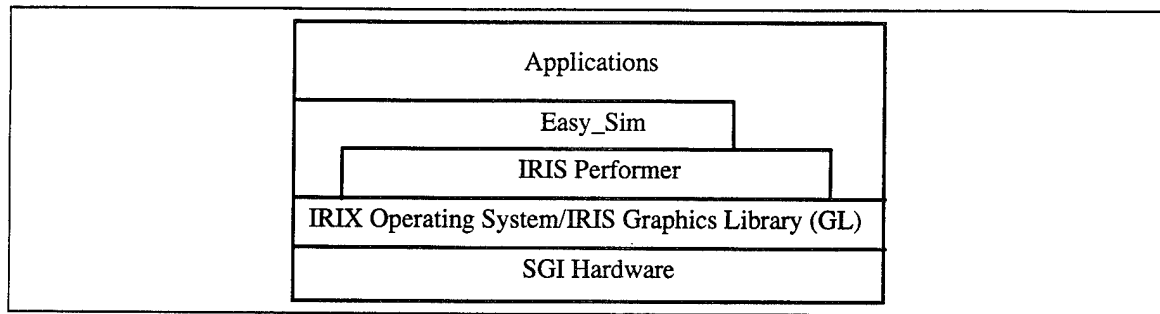 Applications
Easy_Sim
IRIS Performer
IRIX Operating System/IRIS Graphics Library (GL)
SGI Hardware